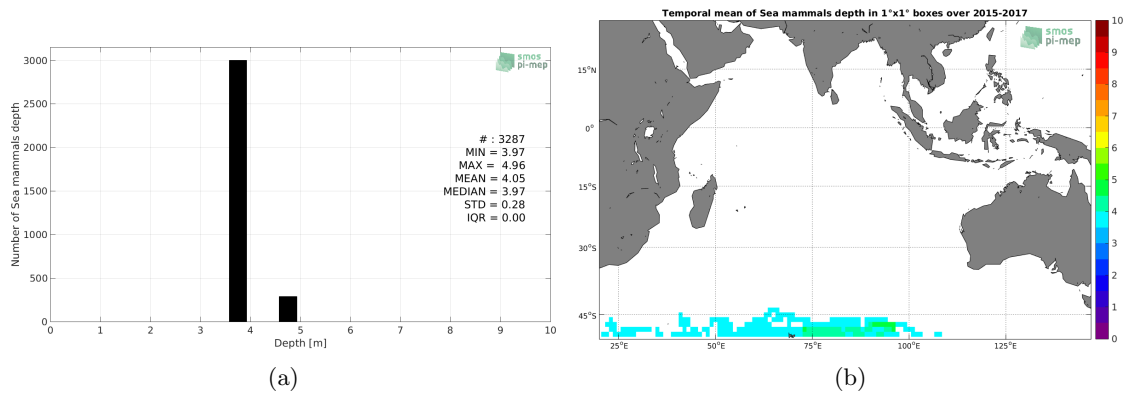 smos
pi-mep
Number of Sea mammals depth
3000
2500
2000
1500
1000
500
0
# : 3287
MIN = 3.97
MAX = 4.96
MEAN = 4.05
MEDIAN = 3.97
STD = 0.28
IQR = 0.00
0 1 2 3 4 5 6 7 8 9 10
Depth [m]
(a)
Temporal mean of Sea mammals depth in 1°x1° boxes over 2015-2017
smos
pi-mep
15°N
0°
15°S
30°S
45°S
25°E 50°E 75°E 100°E 125°E
10
9
8
7
6
5
4
3
2
1
0
(b)